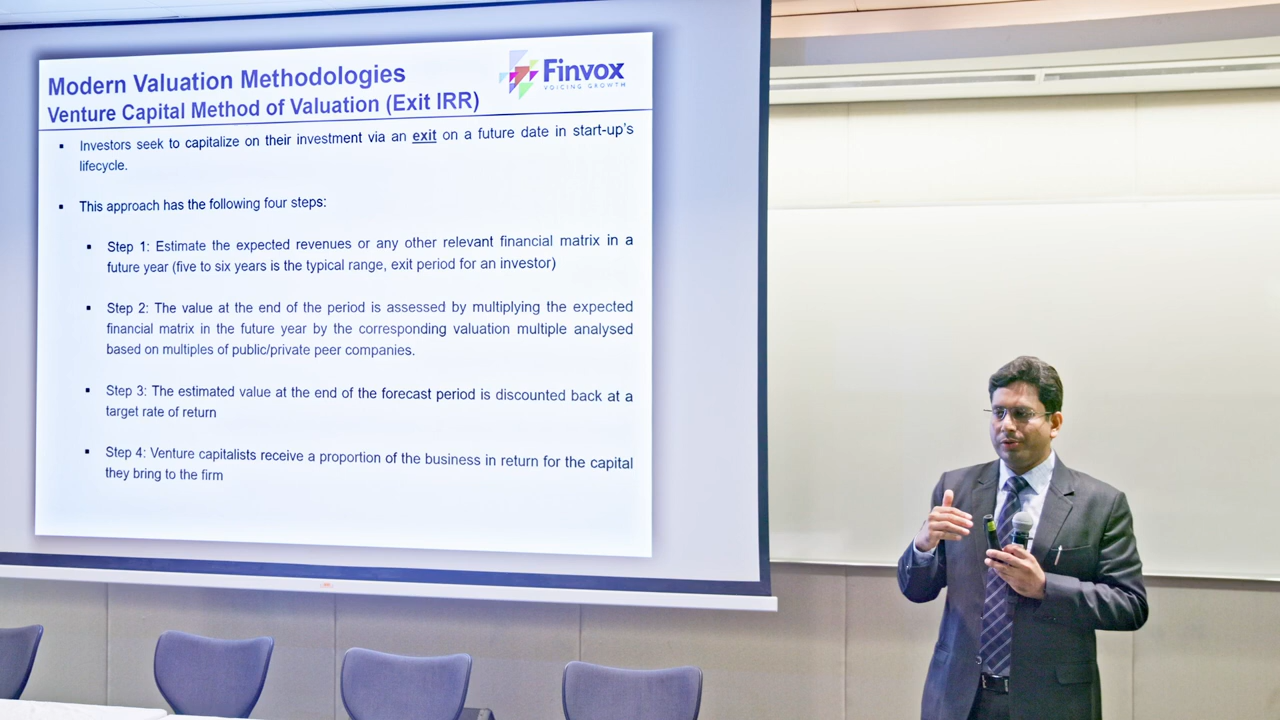 Modern Valuation Methodologies
Venture Capital Method of Valuation (Exit IRR)
Finvox
VOICING GROWTH
▪ Investors seek to capitalize on their investment via an exit on a future date in start-up's
lifecycle.
▪ This approach has the following four steps:
▪ Step 1: Estimate the expected revenues or any other relevant financial matrix in a
future year (five to six years is the typical range, exit period for an investor)
▪ Step 2: The value at the end of the period is assessed by multiplying the expected
financial matrix in the future year by the corresponding valuation multiple analysed
based on multiples of public/private peer companies.
▪ Step 3: The estimated value at the end of the forecast period is discounted back at a
target rate of return
▪ Step 4: Venture capitalists receive a proportion of the business in return for the capital
they bring to the firm